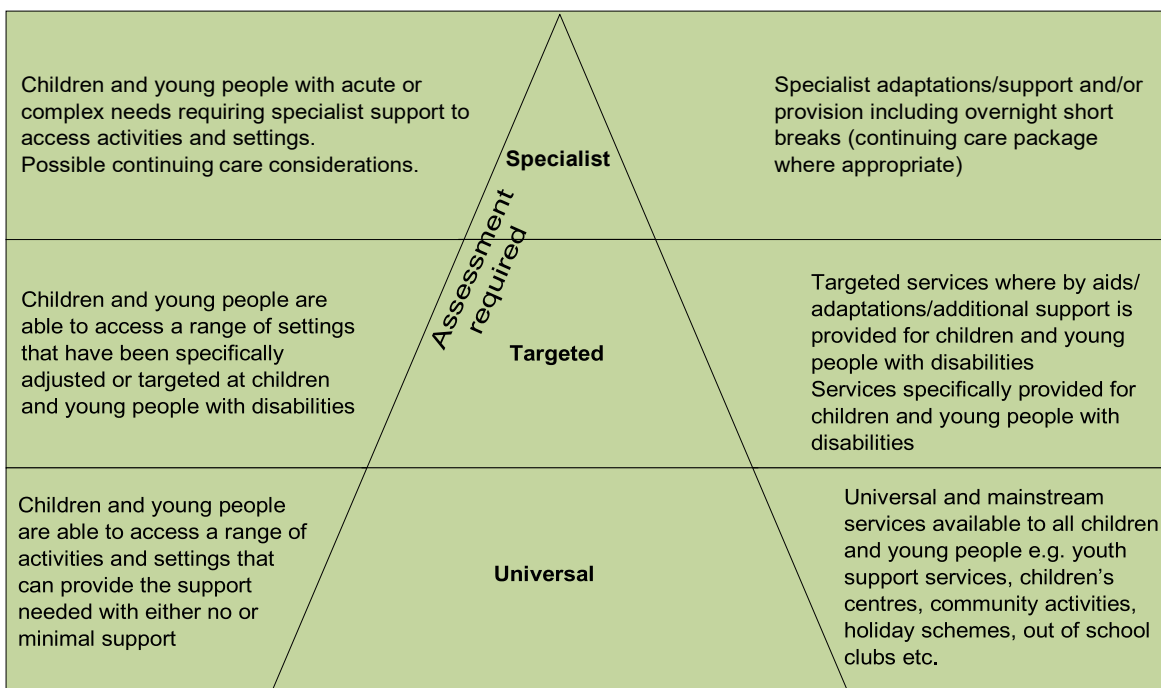 Children and young people with acute or
complex needs requiring specialist support to
access activities and settings.
Possible continuing care considerations.
Specialist
Specialist adaptations/support and/or
provision including overnight short
breaks (continuing care package
where appropriate)
Assessment
required
Children and young people are
able to access a range of settings
that have been specifically
adjusted or targeted at children
and young people with disabilities
Targeted
Targeted services where by aids/
adaptations/additional support is
provided for children and young
people with disabilities
Services specifically provided for
children and young people with
disabilities
Children and young people
are able to access a range of
activities and settings that
can provide the support
needed with either no or
minimal support
Universal
Universal and mainstream
services available to all children
and young people e.g. youth
support services, children’s
centres, community activities,
holiday schemes, out of school
clubs etc.